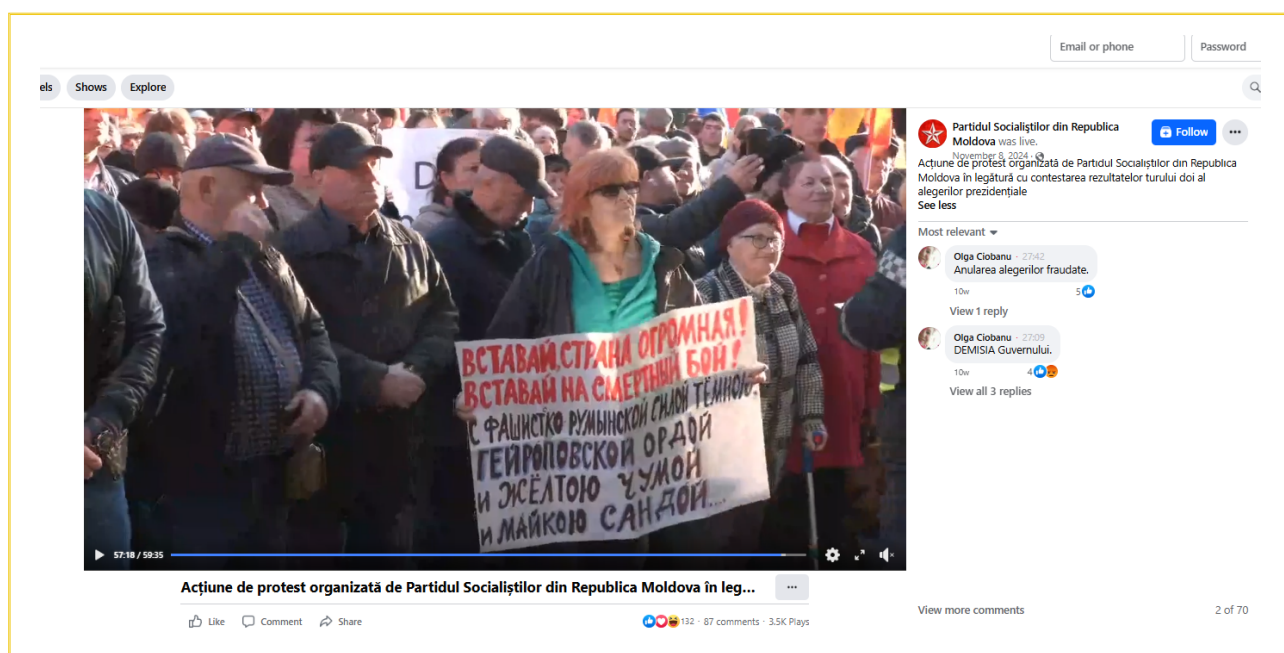 Email or phone
Password
els
Shows
Explore
D
ВСТАВАЙ, СТРАНА ОГРОМНАЯ!
ВСТАВАЙ НА СМЕРТНЫЙ БОЙ!
С ФАШИСТКО РУМЫНСКОЙ СИЛОЙ ТЁМНОЮ.
ГЕЙРОПОВСКОЙ ОРДОЙ
И ЖЁЛТОЮ ЧУМОЙ
И МАЙКОЮ САНДОЙ...
57:18 / 59:35
Acțiune de protest organizată de Partidul Socialiștilor din Republica Moldova în leg...
Like
Comment
Share
132 · 87 comments · 3.5K Plays
Partidul Socialiștilor din Republica
Moldova was live.
Follow
November 8, 2024 ·
Acțiune de protest organizată de Partidul Socialiștilor din Republica
Moldova în legătură cu contestarea rezultatelor turului doi al
alegerilor prezidențiale
See less
Most relevant
Olga Ciobanu · 27:42
Anularea alegerilor fraudate.
10w
5
View 1 reply
Olga Ciobanu · 27:09
DEMISIA Guvernului.
10w
4
View all 3 replies
View more comments
2 of 70